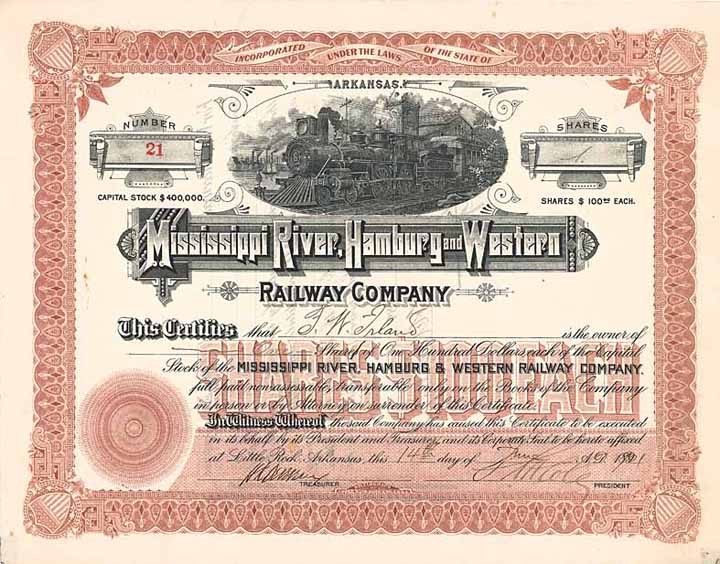 INCORPORATED UNDER THE LAWS OF THE STATE OF
ARKANSAS.
NUMBER
21
SHARES
CAPITAL STOCK $400,000.
SHARES $100.00 EACH.
Mississippi River, Hamburg and Western
RAILWAY COMPANY
This Certifies that is the owner of
Share of One Hundred Dollars each of the Capital
Stock of the MISSISSIPPI RIVER, HAMBURG & WESTERN RAILWAY COMPANY.
full paid non assessable, transferable only on the Books of the Company
in person or by Attorney on surrender of this Certificate.
In Witness Whereof the said Company has caused this Certificate to be executed
in its behalf by its President and Treasurer, and its Corporate Seal to be hereto affixed
at Little Rock, Arkansas, this 14th day of June A.D. 18
TREASURER
PRESIDENT
SHARES $100 EACH